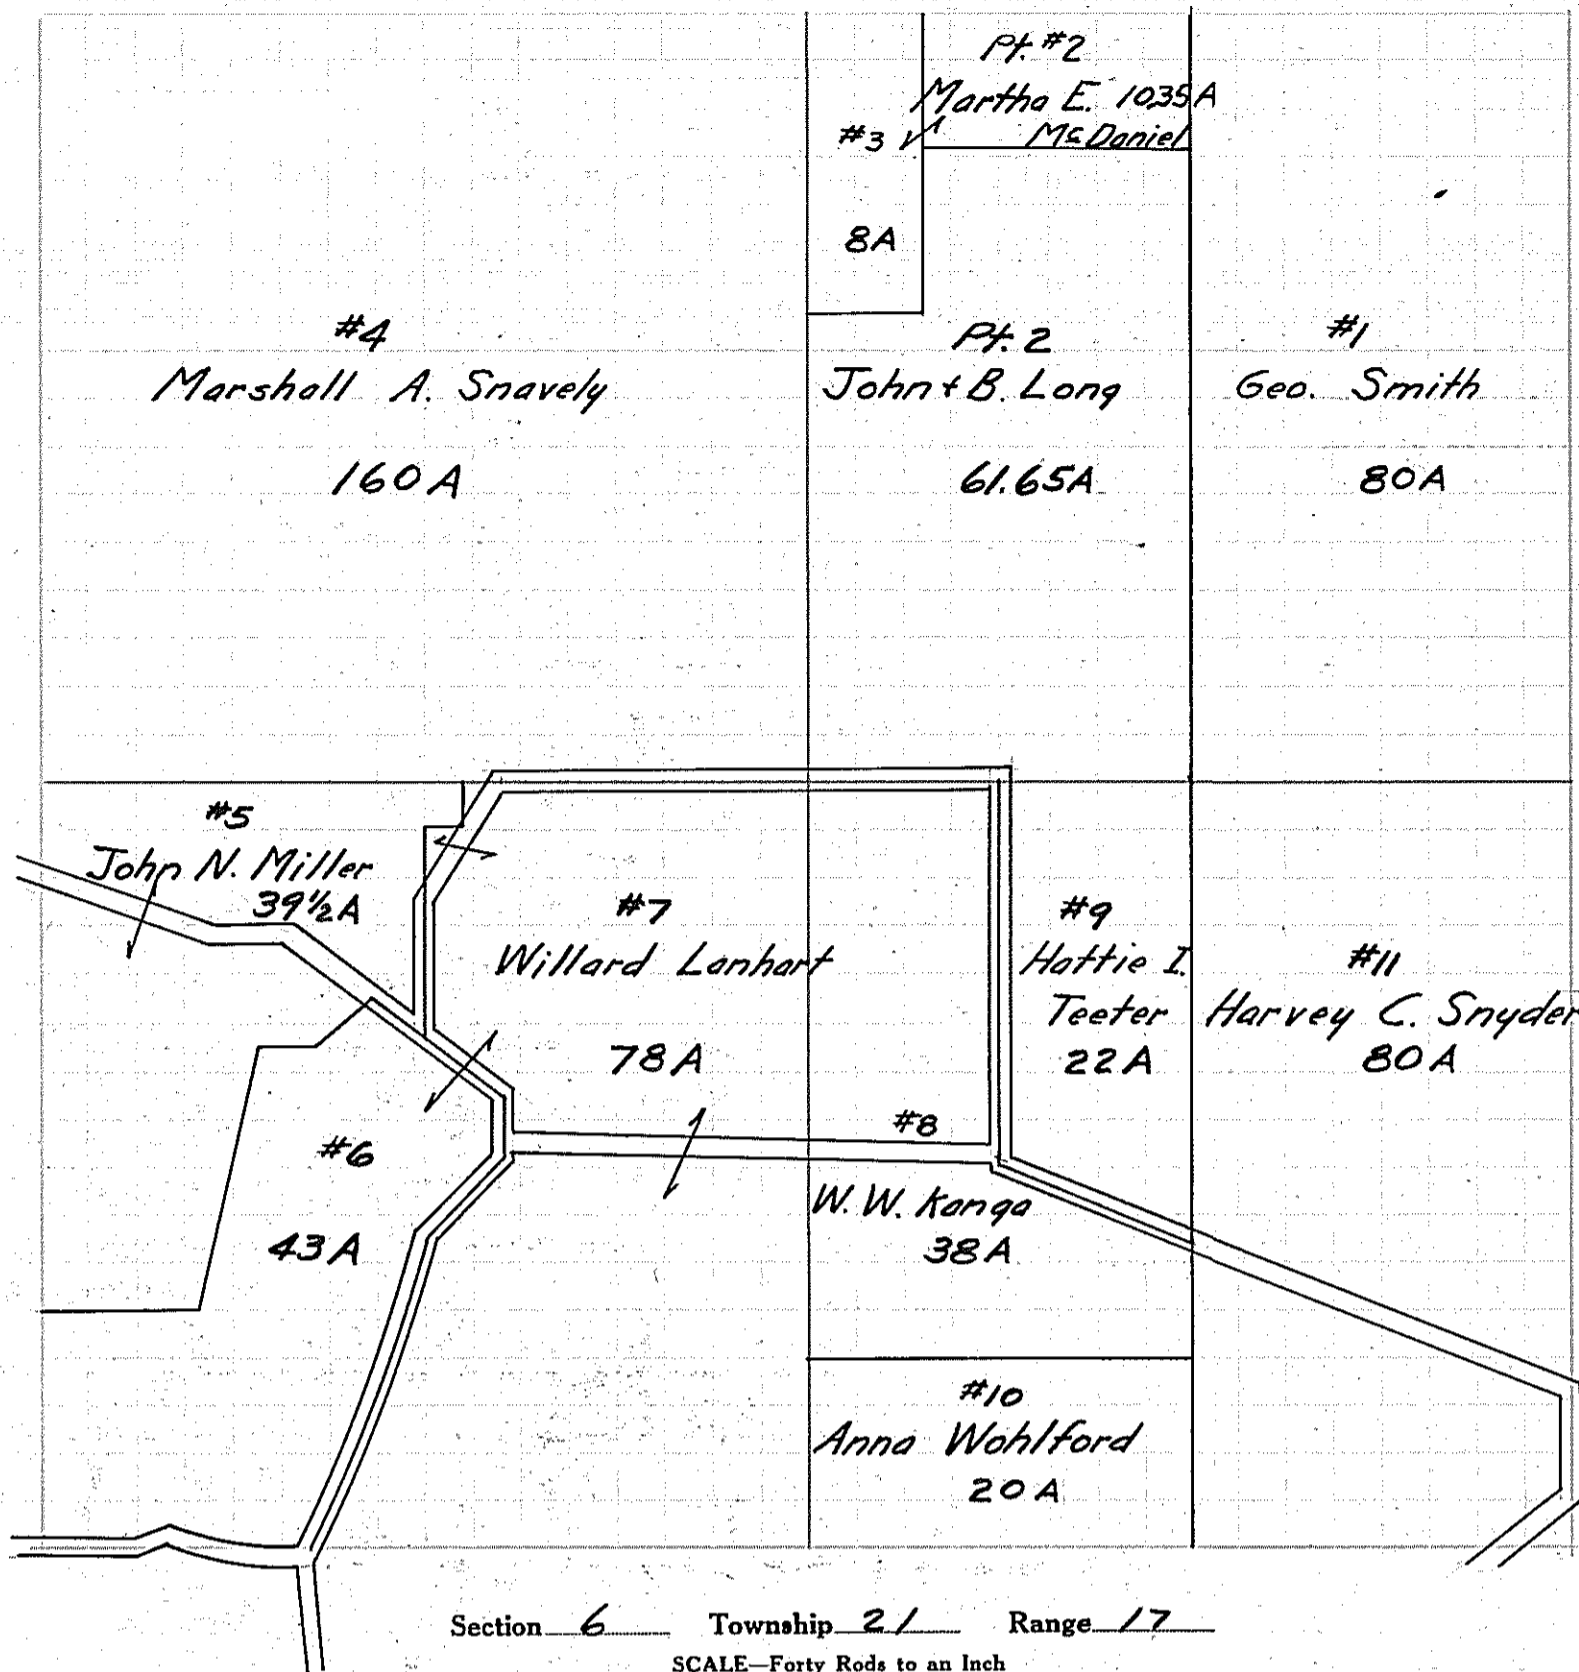 Pt. #2
Martha E. 10.35A
McDaniel
#3
8A
#4
Marshall A. Snavely
160 A
Pt. 2
John + B. Long
61.65A
#1
Geo. Smith
80A
#5
John N. Miller
39½A
#7
Willard Lanhart
78A
#9
Hattie I.
Teeter
22A
#11
Harvey C. Snyder
80A
#6
43A
#8
W. W. Kanga
38A
#10
Anna Wohlford
20A
Section 6 Township 21 Range 17
SCALE—Forty Rods to an Inch